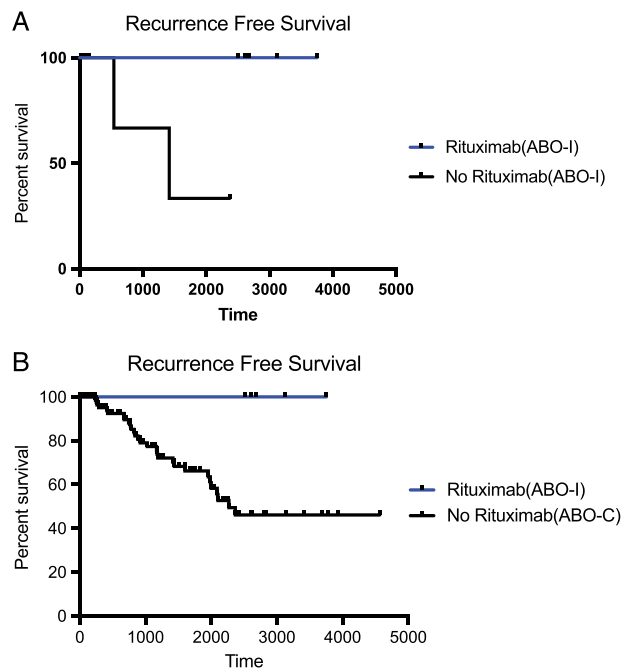 A
Recurrence Free Survival
Percent survival
100
50
0
0 1000 2000 3000 4000 5000
Time
Rituximab(ABO-I)
No Rituximab(ABO-I)
B
Recurrence Free Survival
Percent survival
100
80
60
40
20
0
0 1000 2000 3000 4000 5000
Time
Rituximab(ABO-I)
No Rituximab(ABO-C)